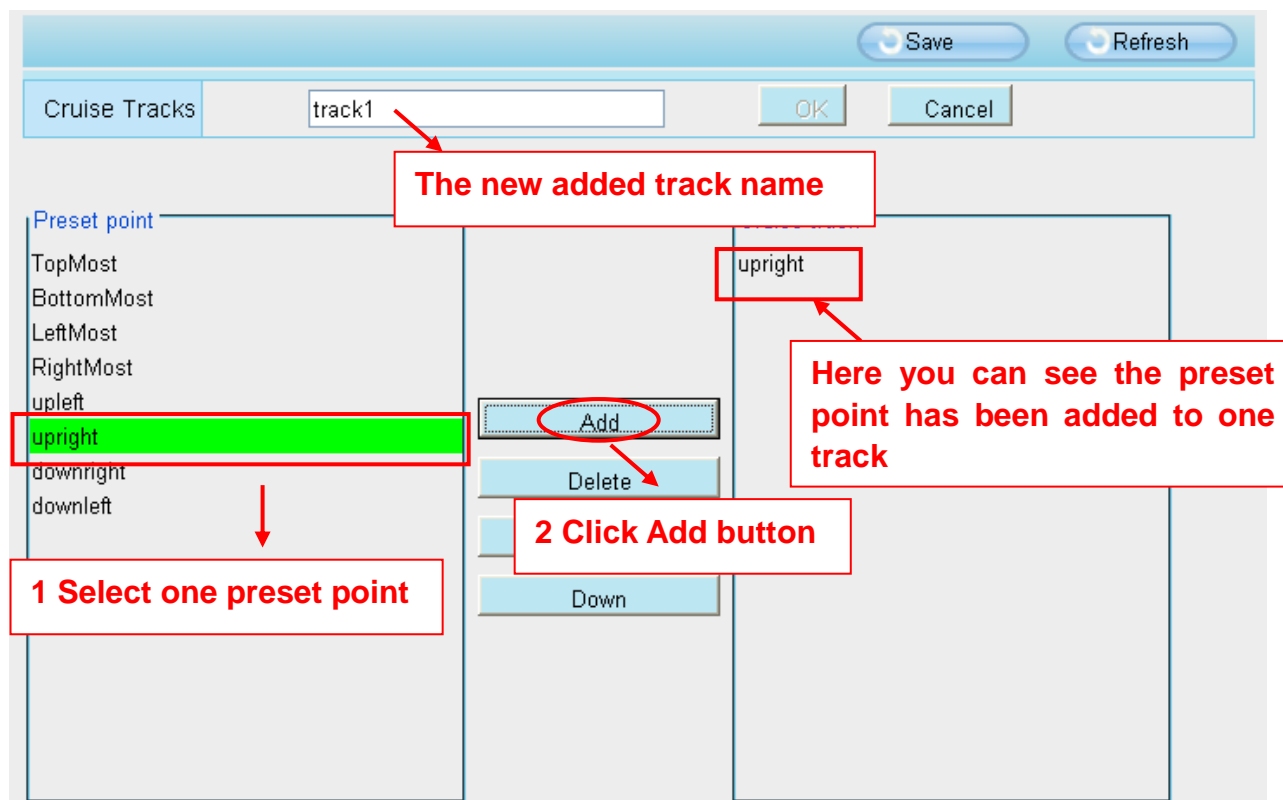 Save Refresh
Cruise Tracks track1 OK Cancel
The new added track name
Preset point
TopMost
BottomMost
LeftMost
RightMost
upleft
upright
downright
downleft
upright
Here you can see the preset
point has been added to one
track
Add
Delete
2 Click Add button
Down
1 Select one preset point